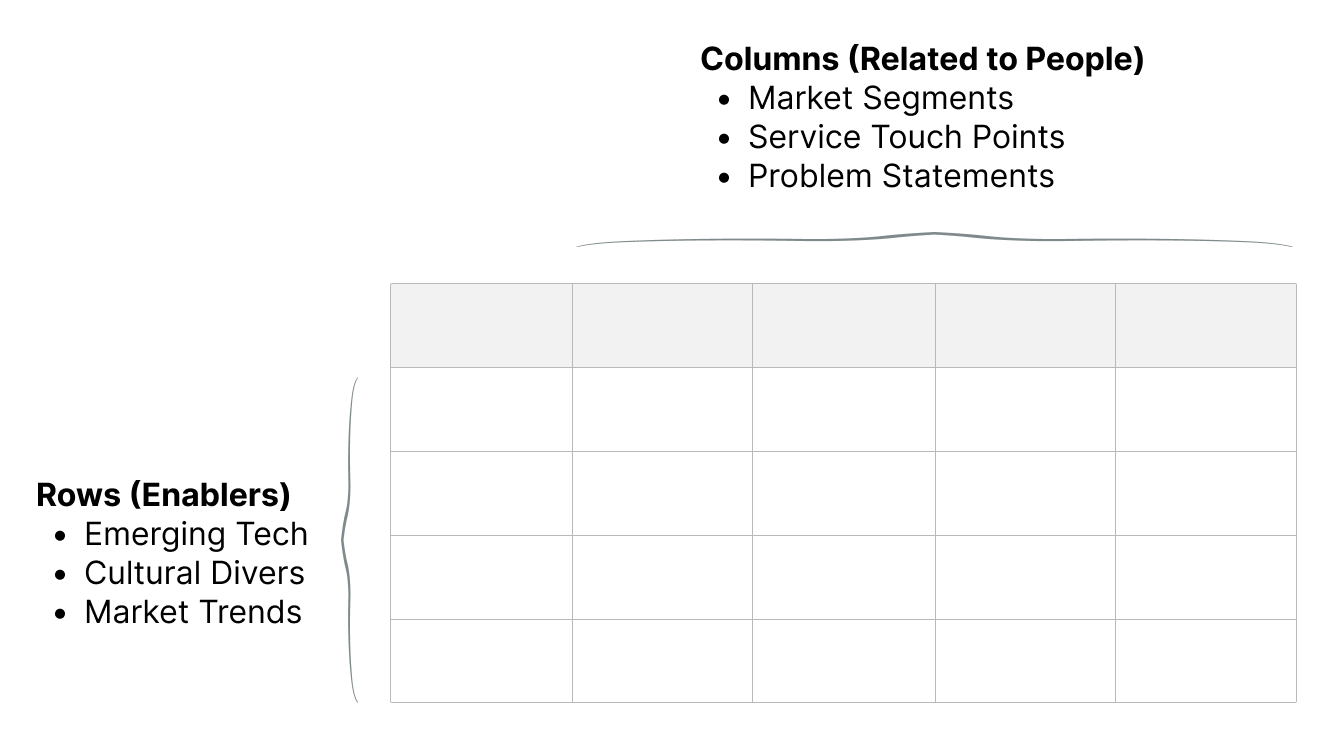 Columns (Related to People)
• Market Segments
• Service Touch Points
• Problem Statements
Rows (Enablers)
• Emerging Tech
• Cultural Divers
• Market Trends